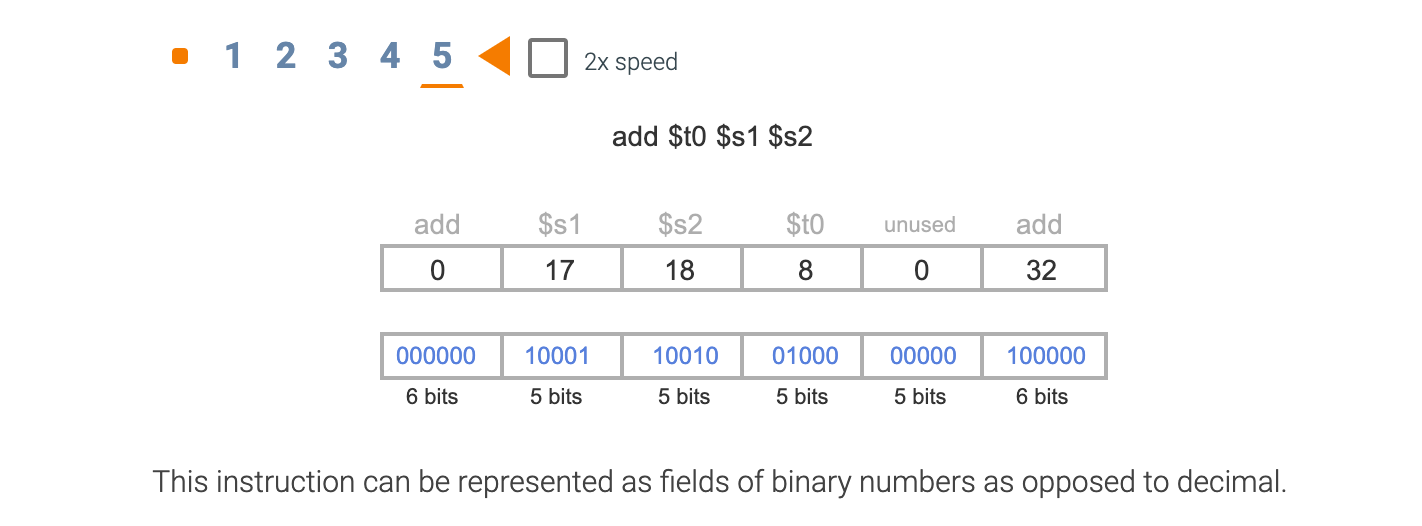 1 2 3 4 5 2x speed
add $t0 $s1 $s2
add $s1 $s2 $t0 unused add
0 17 18 8 0 32
000000 10001 10010 01000 00000 100000
6 bits 5 bits 5 bits 5 bits 5 bits 6 bits
This instruction can be represented as fields of binary numbers as opposed to decimal.